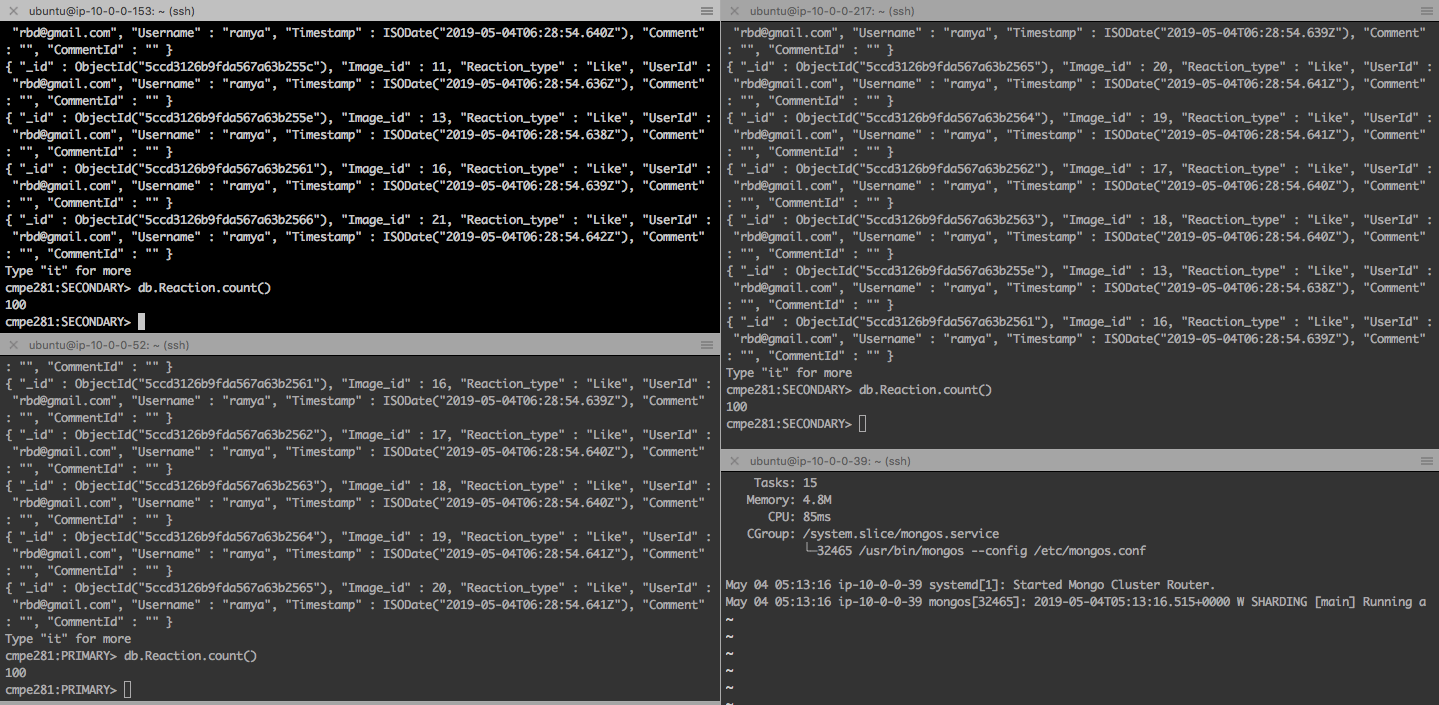 ubuntu@ip-10-0-0-153: ~ (ssh)
"rbd@gmail.com", "Username" : "ramya", "Timestamp" : ISODate("2019-05-04T06:28:54.640Z"), "Comment"
: "", "CommentId" : "" }
{ "_id" : ObjectId("5ccd3126b9fda567a63b255c"), "Image_id" : 11, "Reaction_type" : "Like", "UserId" :
"rbd@gmail.com", "Username" : "ramya", "Timestamp" : ISODate("2019-05-04T06:28:54.636Z"), "Comment"
: "", "CommentId" : "" }
{ "_id" : ObjectId("5ccd3126b9fda567a63b255e"), "Image_id" : 13, "Reaction_type" : "Like", "UserId" :
"rbd@gmail.com", "Username" : "ramya", "Timestamp" : ISODate("2019-05-04T06:28:54.638Z"), "Comment"
: "", "CommentId" : "" }
{ "_id" : ObjectId("5ccd3126b9fda567a63b2561"), "Image_id" : 16, "Reaction_type" : "Like", "UserId" :
"rbd@gmail.com", "Username" : "ramya", "Timestamp" : ISODate("2019-05-04T06:28:54.639Z"), "Comment"
: "", "CommentId" : "" }
{ "_id" : ObjectId("5ccd3126b9fda567a63b2566"), "Image_id" : 21, "Reaction_type" : "Like", "UserId" :
"rbd@gmail.com", "Username" : "ramya", "Timestamp" : ISODate("2019-05-04T06:28:54.642Z"), "Comment"
: "", "CommentId" : "" }
Type "it" for more
cmpe281:SECONDARY> db.Reaction.count()
100
cmpe281:SECONDARY>
ubuntu@ip-10-0-0-52: ~ (ssh)
: "", "CommentId" : "" }
{ "_id" : ObjectId("5ccd3126b9fda567a63b2561"), "Image_id" : 16, "Reaction_type" : "Like", "UserId" :
"rbd@gmail.com", "Username" : "ramya", "Timestamp" : ISODate("2019-05-04T06:28:54.639Z"), "Comment"
: "", "CommentId" : "" }
{ "_id" : ObjectId("5ccd3126b9fda567a63b2562"), "Image_id" : 17, "Reaction_type" : "Like", "UserId" :
"rbd@gmail.com", "Username" : "ramya", "Timestamp" : ISODate("2019-05-04T06:28:54.640Z"), "Comment"
: "", "CommentId" : "" }
{ "_id" : ObjectId("5ccd3126b9fda567a63b2563"), "Image_id" : 18, "Reaction_type" : "Like", "UserId" :
"rbd@gmail.com", "Username" : "ramya", "Timestamp" : ISODate("2019-05-04T06:28:54.640Z"), "Comment"
: "", "CommentId" : "" }
{ "_id" : ObjectId("5ccd3126b9fda567a63b2564"), "Image_id" : 19, "Reaction_type" : "Like", "UserId" :
"rbd@gmail.com", "Username" : "ramya", "Timestamp" : ISODate("2019-05-04T06:28:54.641Z"), "Comment"
: "", "CommentId" : "" }
{ "_id" : ObjectId("5ccd3126b9fda567a63b2565"), "Image_id" : 20, "Reaction_type" : "Like", "UserId" :
"rbd@gmail.com", "Username" : "ramya", "Timestamp" : ISODate("2019-05-04T06:28:54.641Z"), "Comment"
: "", "CommentId" : "" }
Type "it" for more
cmpe281:PRIMARY> db.Reaction.count()
100
cmpe281:PRIMARY>
ubuntu@ip-10-0-0-217: ~ (ssh)
"rbd@gmail.com", "Username" : "ramya", "Timestamp" : ISODate("2019-05-04T06:28:54.639Z"), "Comment"
: "", "CommentId" : "" }
{ "_id" : ObjectId("5ccd3126b9fda567a63b2565"), "Image_id" : 20, "Reaction_type" : "Like", "UserId" :
"rbd@gmail.com", "Username" : "ramya", "Timestamp" : ISODate("2019-05-04T06:28:54.641Z"), "Comment"
: "", "CommentId" : "" }
{ "_id" : ObjectId("5ccd3126b9fda567a63b2564"), "Image_id" : 19, "Reaction_type" : "Like", "UserId" :
"rbd@gmail.com", "Username" : "ramya", "Timestamp" : ISODate("2019-05-04T06:28:54.641Z"), "Comment"
: "", "CommentId" : "" }
{ "_id" : ObjectId("5ccd3126b9fda567a63b2562"), "Image_id" : 17, "Reaction_type" : "Like", "UserId" :
"rbd@gmail.com", "Username" : "ramya", "Timestamp" : ISODate("2019-05-04T06:28:54.640Z"), "Comment"
: "", "CommentId" : "" }
{ "_id" : ObjectId("5ccd3126b9fda567a63b2563"), "Image_id" : 18, "Reaction_type" : "Like", "UserId" :
"rbd@gmail.com", "Username" : "ramya", "Timestamp" : ISODate("2019-05-04T06:28:54.640Z"), "Comment"
: "", "CommentId" : "" }
{ "_id" : ObjectId("5ccd3126b9fda567a63b255e"), "Image_id" : 13, "Reaction_type" : "Like", "UserId" :
"rbd@gmail.com", "Username" : "ramya", "Timestamp" : ISODate("2019-05-04T06:28:54.638Z"), "Comment"
: "", "CommentId" : "" }
{ "_id" : ObjectId("5ccd3126b9fda567a63b2561"), "Image_id" : 16, "Reaction_type" : "Like", "UserId" :
"rbd@gmail.com", "Username" : "ramya", "Timestamp" : ISODate("2019-05-04T06:28:54.639Z"), "Comment"
: "", "CommentId" : "" }
Type "it" for more
cmpe281:SECONDARY> db.Reaction.count()
100
cmpe281:SECONDARY>
ubuntu@ip-10-0-0-39: ~ (ssh)
Tasks: 15
Memory: 4.8M
CPU: 85ms
CGroup: /system.slice/mongos.service
└─32465 /usr/bin/mongos --config /etc/mongos.conf
May 04 05:13:16 ip-10-0-0-39 systemd[1]: Started Mongo Cluster Router.
May 04 05:13:16 ip-10-0-0-39 mongos[32465]: 2019-05-04T05:13:16.515+0000 W SHARDING [main] Running a
~
~
~
~
~
~